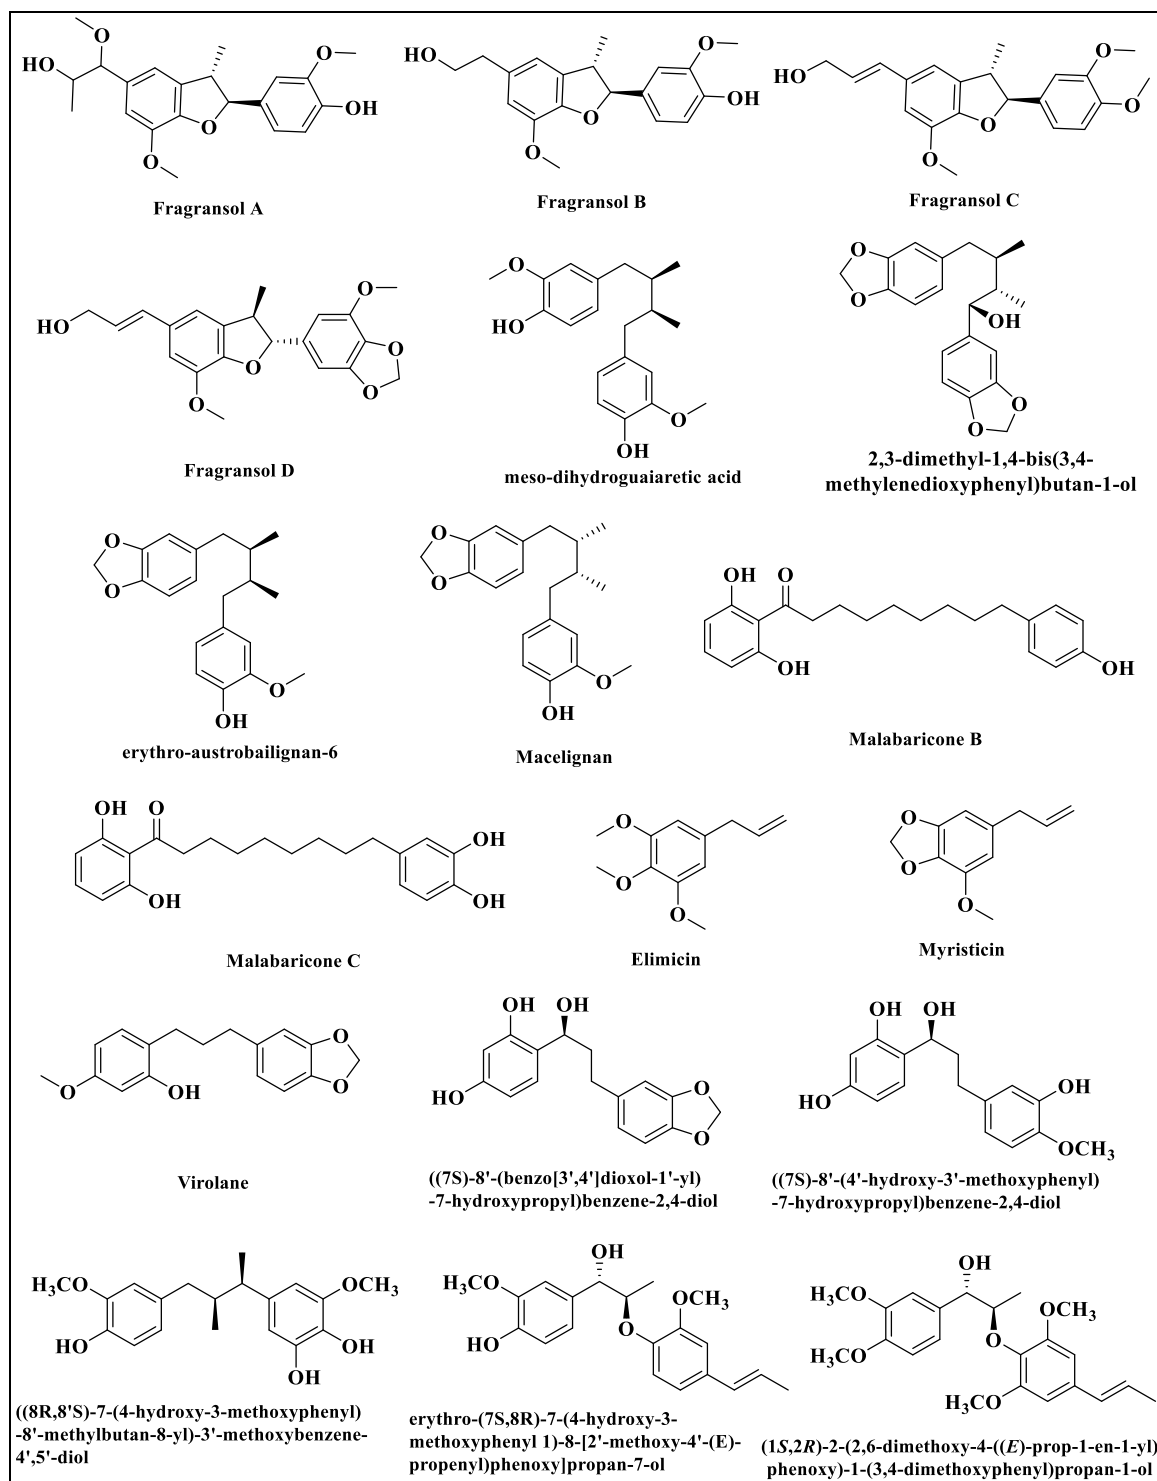 O
HO
O
OH
O
O
Fragransol A
HO
O
OH
O
O
Fragransol B
HO
O
O
O
O
Fragransol C
HO
O
O
O
O
O
Fragransol D
O
HO
O
OH
meso-dihydroguaiaretic acid
O
O
OH
O
O
2,3-dimethyl-1,4-bis(3,4-
methylenedioxyphenyl)butan-1-ol
O
O
O
OH
erythro-austrobailignan-6
O
O
O
OH
Macelignan
OH O
OH
OH
Malabaricone B
OH O
OH
OH
OH
Malabaricone C
O
O
O
Elimicin
O
O
O
Myristicin
O
OH
O
O
Virolane
OH OH
HO
O
O
((7S)-8'-(benzo[3',4']dioxol-1'-yl)
-7-hydroxypropyl)benzene-2,4-diol
OH OH
HO
OH
OCH3
((7S)-8'-(4'-hydroxy-3'-methoxyphenyl)
-7-hydroxypropyl)benzene-2,4-diol
H3CO
HO
OCH3
OH
OH
((8R,8'S)-7-(4-hydroxy-3-methoxyphenyl)
-8'-methylbutan-8-yl)-3'-methoxybenzene-
4',5'-diol
OH
H3CO
HO
O
OCH3
erythro-(7S,8R)-7-(4-hydroxy-3-
methoxyphenyl 1)-8-[2'-methoxy-4'-(E)-
propenyl)phenoxy]propan-7-ol
OH
H3CO
H3CO
O
OCH3
H3CO
(1S,2R)-2-(2,6-dimethoxy-4-((E)-prop-1-en-1-yl)
phenoxy)-1-(3,4-dimethoxyphenyl)propan-1-ol